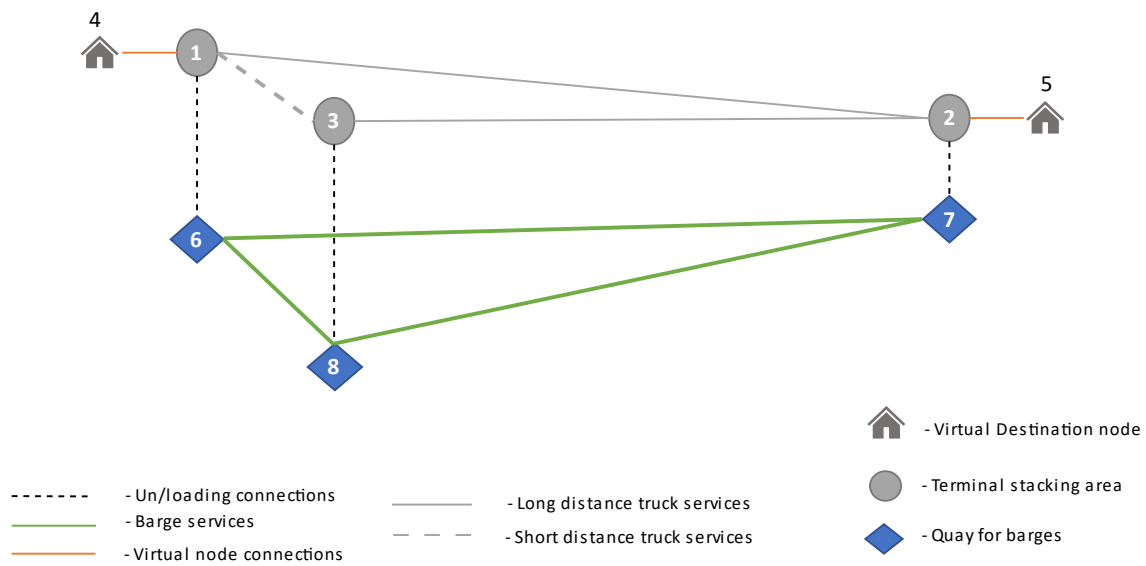 4
1
5
3
2
6
7
8
- Virtual Destination node
- Un/loading connections
- Long distance truck services
- Terminal stacking area
- Barge services
- Short distance truck services
- Quay for barges
- Virtual node connections